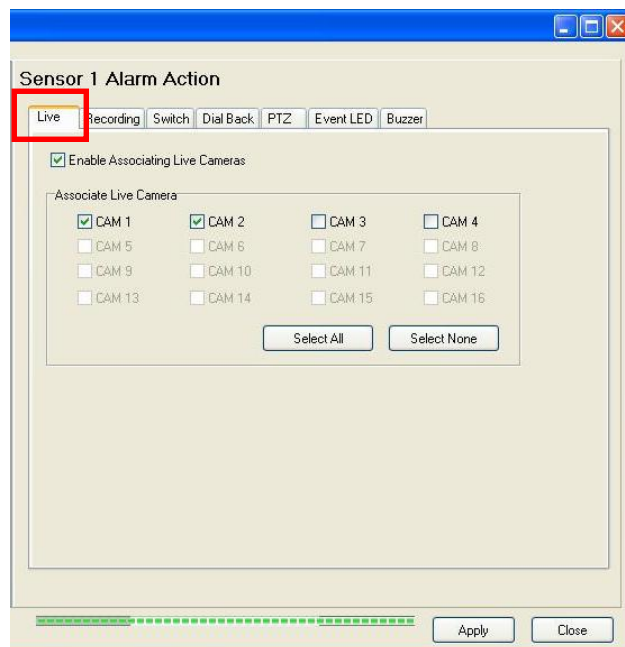 Sensor 1 Alarm Action
Live Recording Switch Dial Back PTZ Event LED Buzzer
Enable Associating Live Cameras
Associate Live Camera
CAM 1 CAM 2 CAM 3 CAM 4
CAM 5 CAM 6 CAM 7 CAM 8
CAM 9 CAM 10 CAM 11 CAM 12
CAM 13 CAM 14 CAM 15 CAM 16
Select All Select None
Apply Close